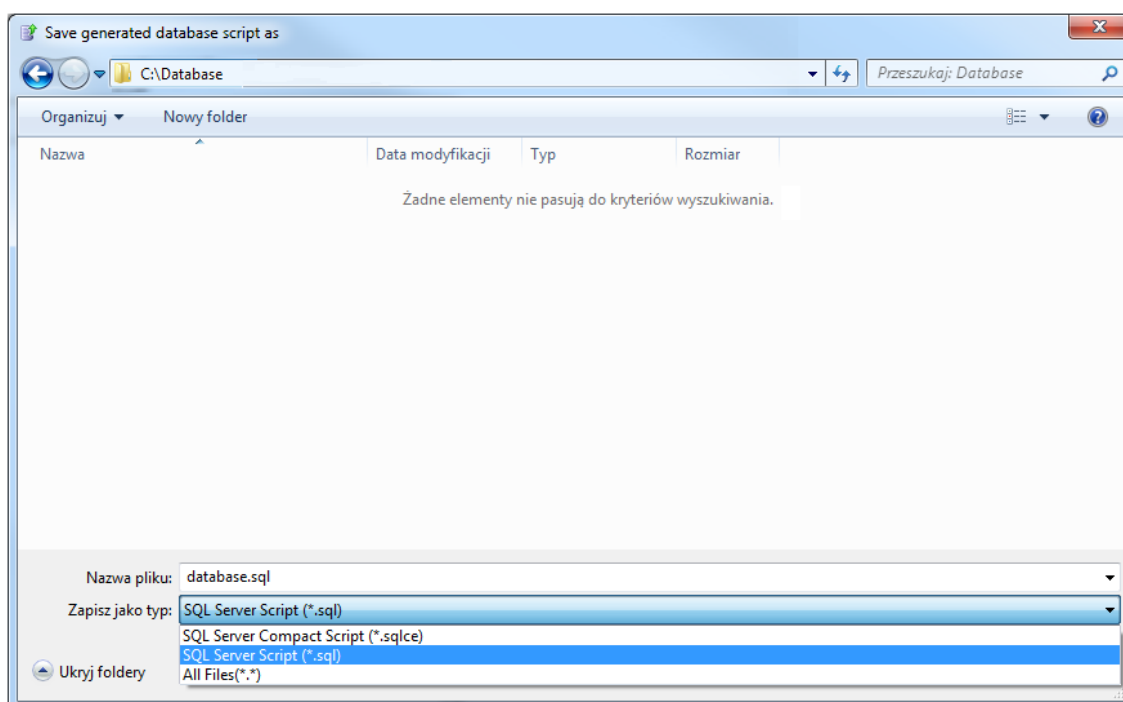 Save generated database script as
C:\Database
Przeszukaj: Database
Organizuj
Nowy folder
Nazwa Data modyfikacji Typ Rozmiar
Żadne elementy nie pasują do kryteriów wyszukiwania.
Nazwa pliku: database.sql
Zapisz jako typ: SQL Server Script (*.sql)
SQL Server Compact Script (*.sqlce)
SQL Server Script (*.sql)
All Files(*.*)
Ukryj foldery